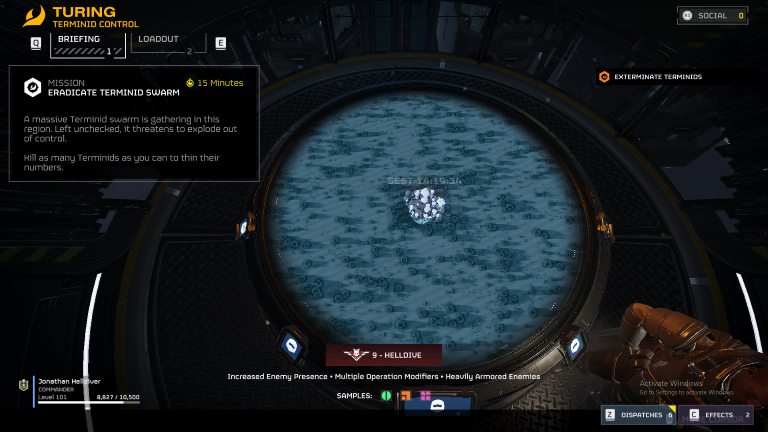 TURING
TERMINID CONTROL
Q
BRIEFING
1
LOADOUT
2
E
SOCIAL 0
MISSION
15 Minutes
ERADICATE TERMINID SWARM
A massive Terminid swarm is gathering in this
region. Left unchecked, it threatens to explode out
of control.
Kill as many Terminids as you can to thin their
numbers.
EXTERMINATE TERMINIDS
9 - HELLDIVE
Increased Enemy Presence • Multiple Operation Modifiers • Heavily Armored Enemies
SAMPLES:
Jonathan Helldiver
COMMANDER
Level 101 8,827 / 10,500
Activate Windows
Go to Settings to activate Windows.
Z DISPATCHES 6
C EFFECTS 2
CURSOR